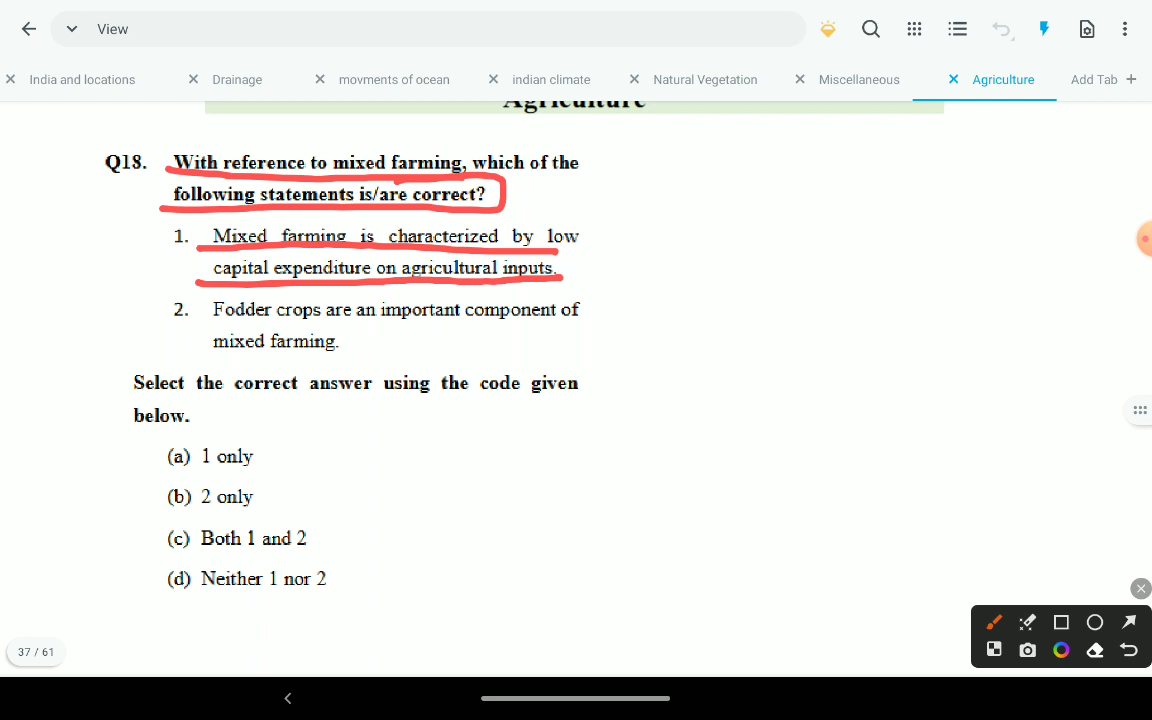 View
India and locations
Drainage
movments of ocean
indian climate
Natural Vegetation
Miscellaneous
Agriculture
Add Tab
Agriculture
Q18. With reference to mixed farming, which of the
following statements is/are correct?
1. Mixed farming is characterized by low
capital expenditure on agricultural inputs.
2. Fodder crops are an important component of
mixed farming.
Select the correct answer using the code given
below.
(a) 1 only
(b) 2 only
(c) Both 1 and 2
(d) Neither 1 nor 2
37 / 61